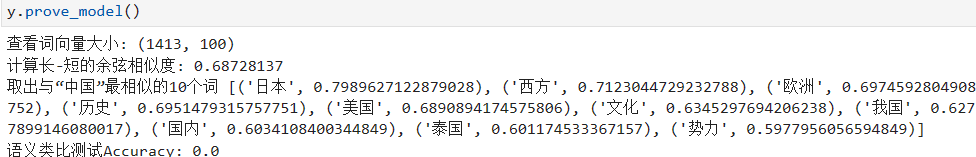 y.prove_model()
查看词向量大小: (1413, 100)
计算长-短的余弦相似度: 0.68728137
取出与“中国”最相似的10个词 [('日本', 0.7989627122879028), ('西方', 0.7123044729232788), ('欧洲', 0.6974592804908
752), ('历史', 0.6951479315757751), ('美国', 0.6890894174575806), ('文化', 0.6345297694206238), ('我国', 0.627
7899146080017), ('国内', 0.6034108400344849), ('泰国', 0.601174533367157), ('势力', 0.5977956056594849)]
语义类比测试Accuracy: 0.0